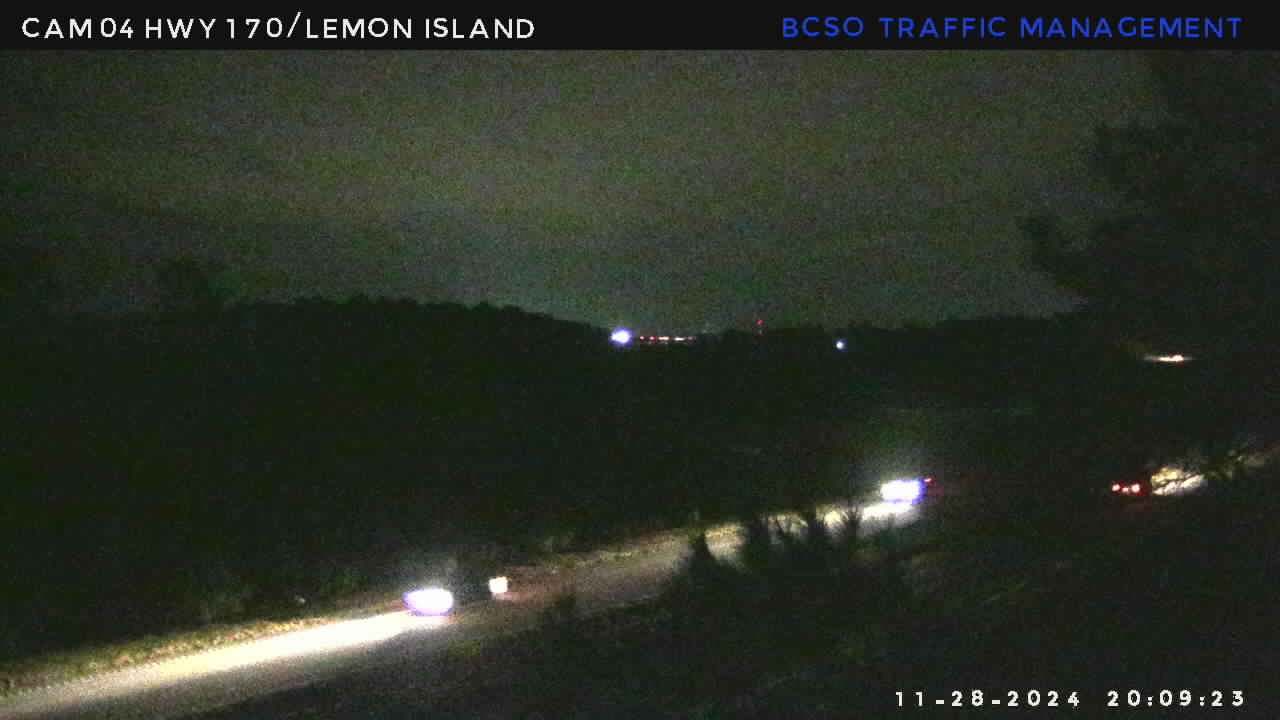 CAM04 HWY 170/LEMON ISLAND
BCSO TRAFFIC MANAGEMENT
11-28-2024 20:09:23